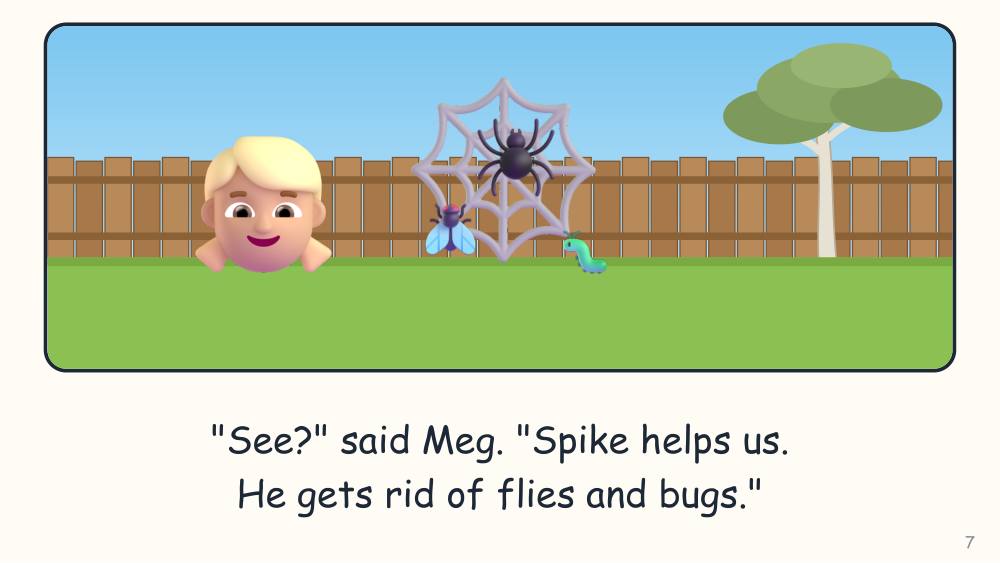 "See?" said Meg. "Spike helps us.
He gets rid of flies and bugs."
7